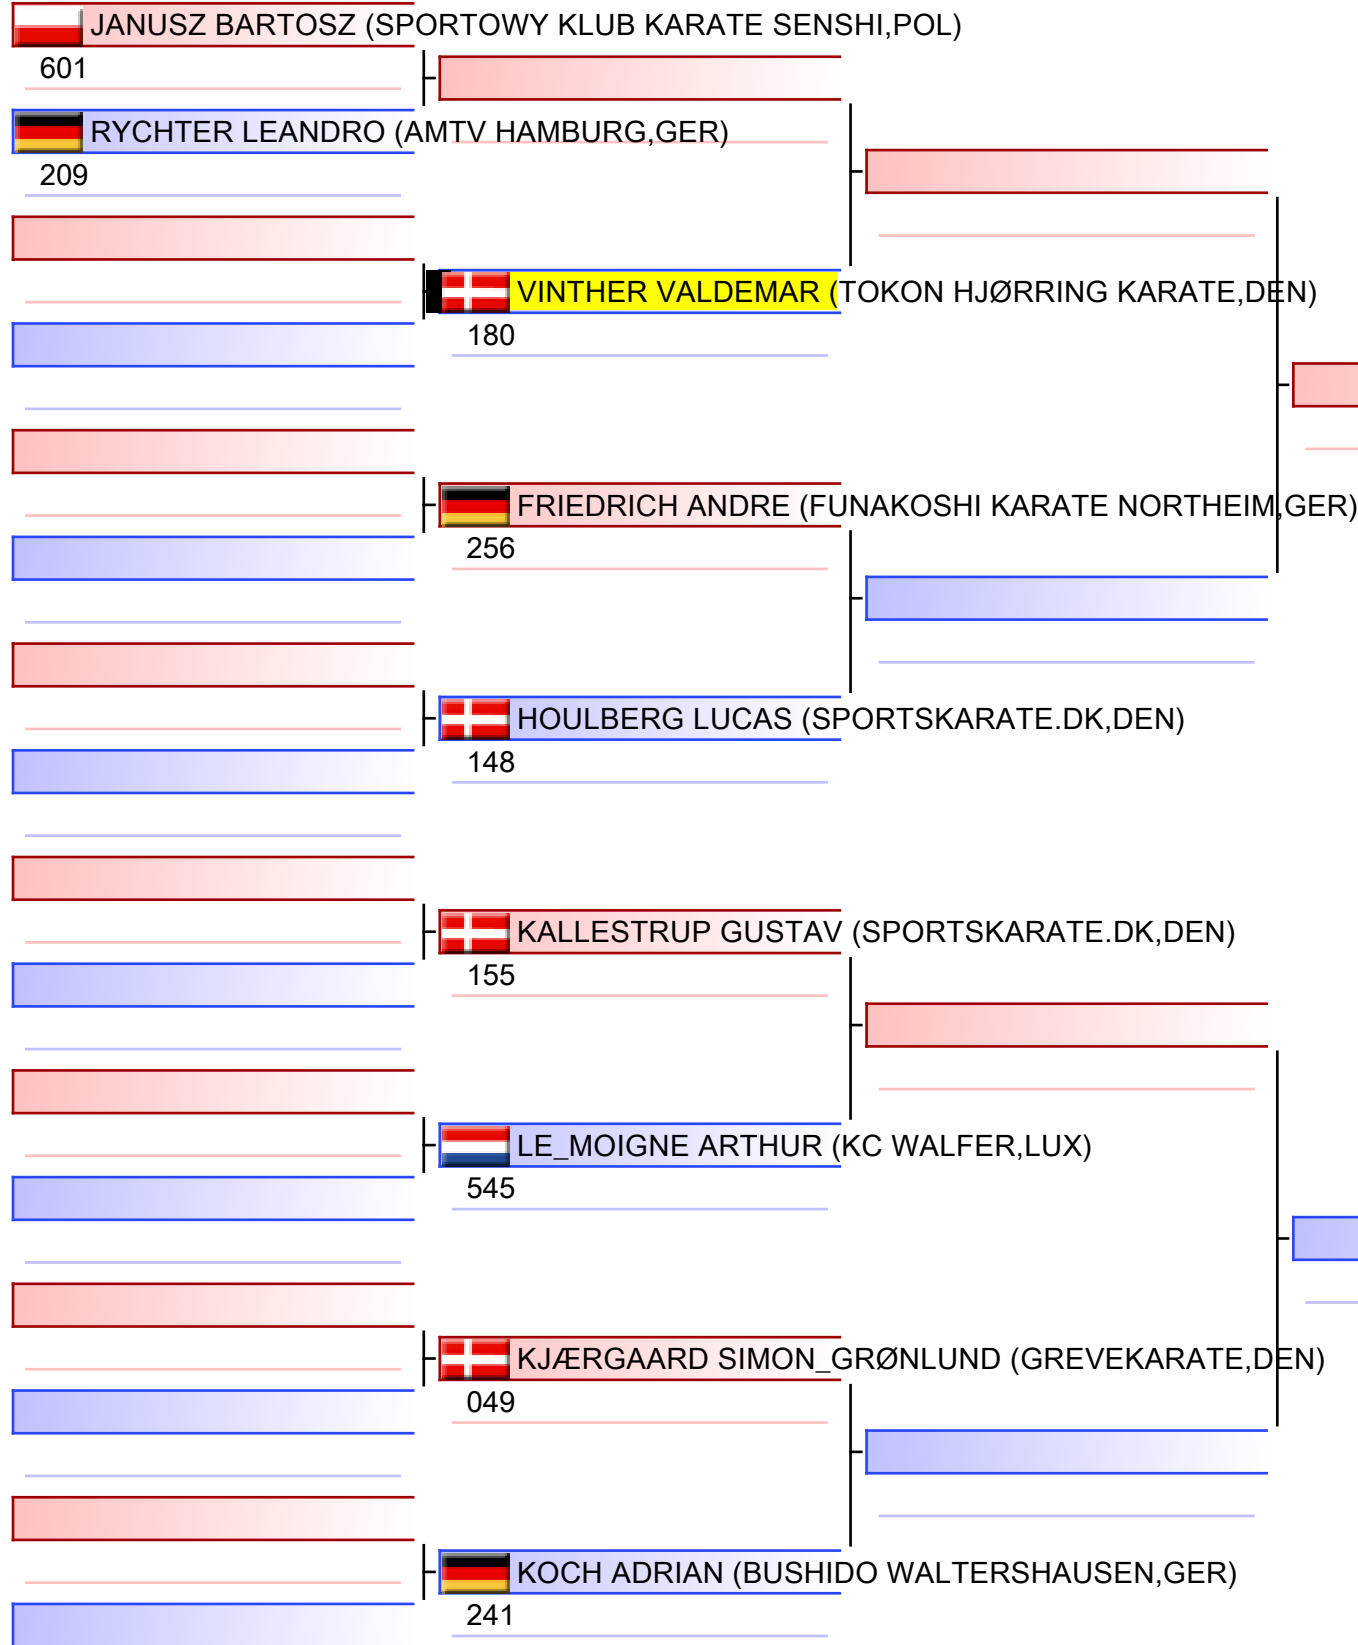 JANUSZ BARTOSZ (SPORTOWY KLUB KARATE SENSHI,POL)
601
RYCHTER LEANDRO (AMTV HAMBURG,GER)
209
VINTHER VALDEMAR (TOKON HJØRRING KARATE,DEN)
180
FRIEDRICH ANDRE (FUNAKOSHI KARATE NORTHEIM,GER)
256
HOULBERG LUCAS (SPORTSKARATE.DK,DEN)
148
KALLESTRUP GUSTAV (SPORTSKARATE.DK,DEN)
155
LE_MOIGNE ARTHUR (KC WALFER,LUX)
545
KJÆRGAARD SIMON_GRØNLUND (GREVEKARATE,DEN)
049
KOCH ADRIAN (BUSHIDO WALTERSHAUSEN,GER)
241